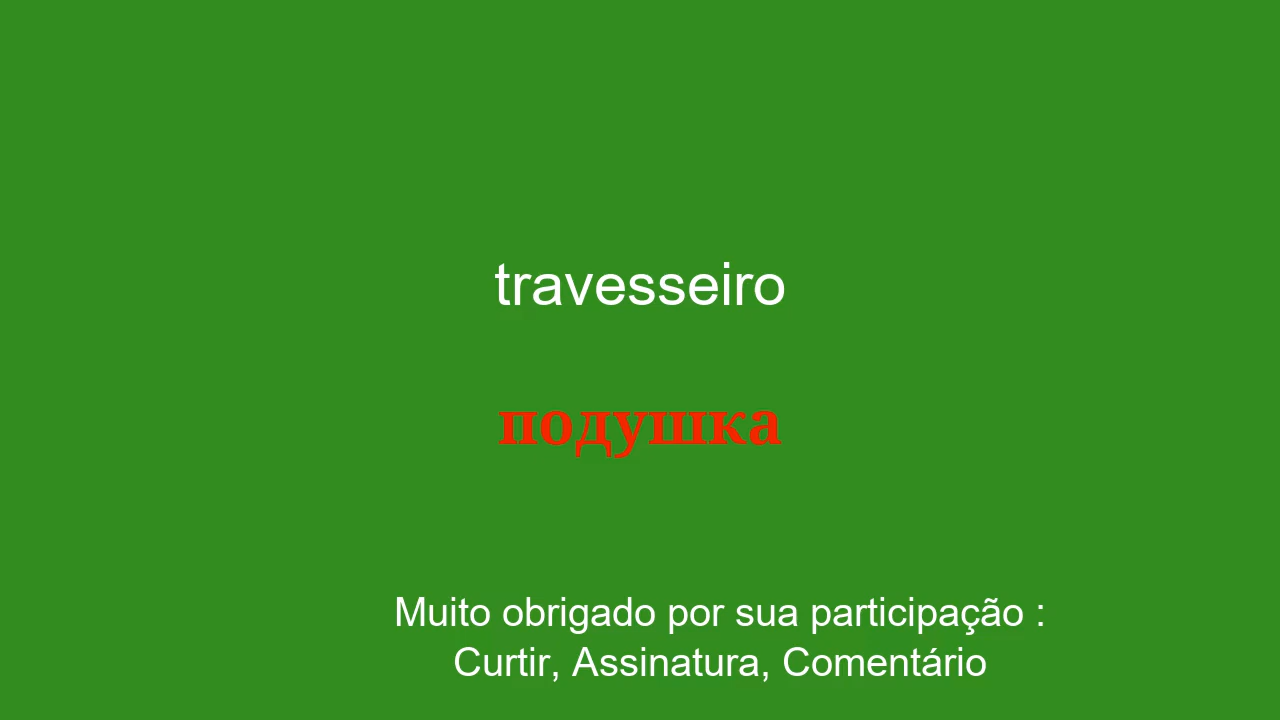 travesseiro
подушка
Muito obrigado por sua participação :
Curtir, Assinatura, Comentário